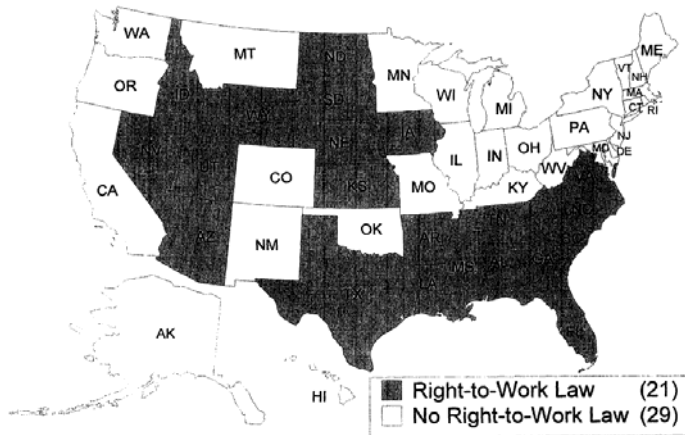 WA
MT
ND
MN
ME
OR
ID
SD
WI
MI
NY
VT
NH
MA
CT
RI
WY
IA
PA
NJ
NV
NE
IL
IN
OH
MD
DE
UT
CO
KS
MO
KY
WV
CA
AZ
NM
OK
AR
TN
NC
TX
LA
MS
AL
GA
FL
AK
HI
Right-to-Work Law (21)
No Right-to-Work Law (29)